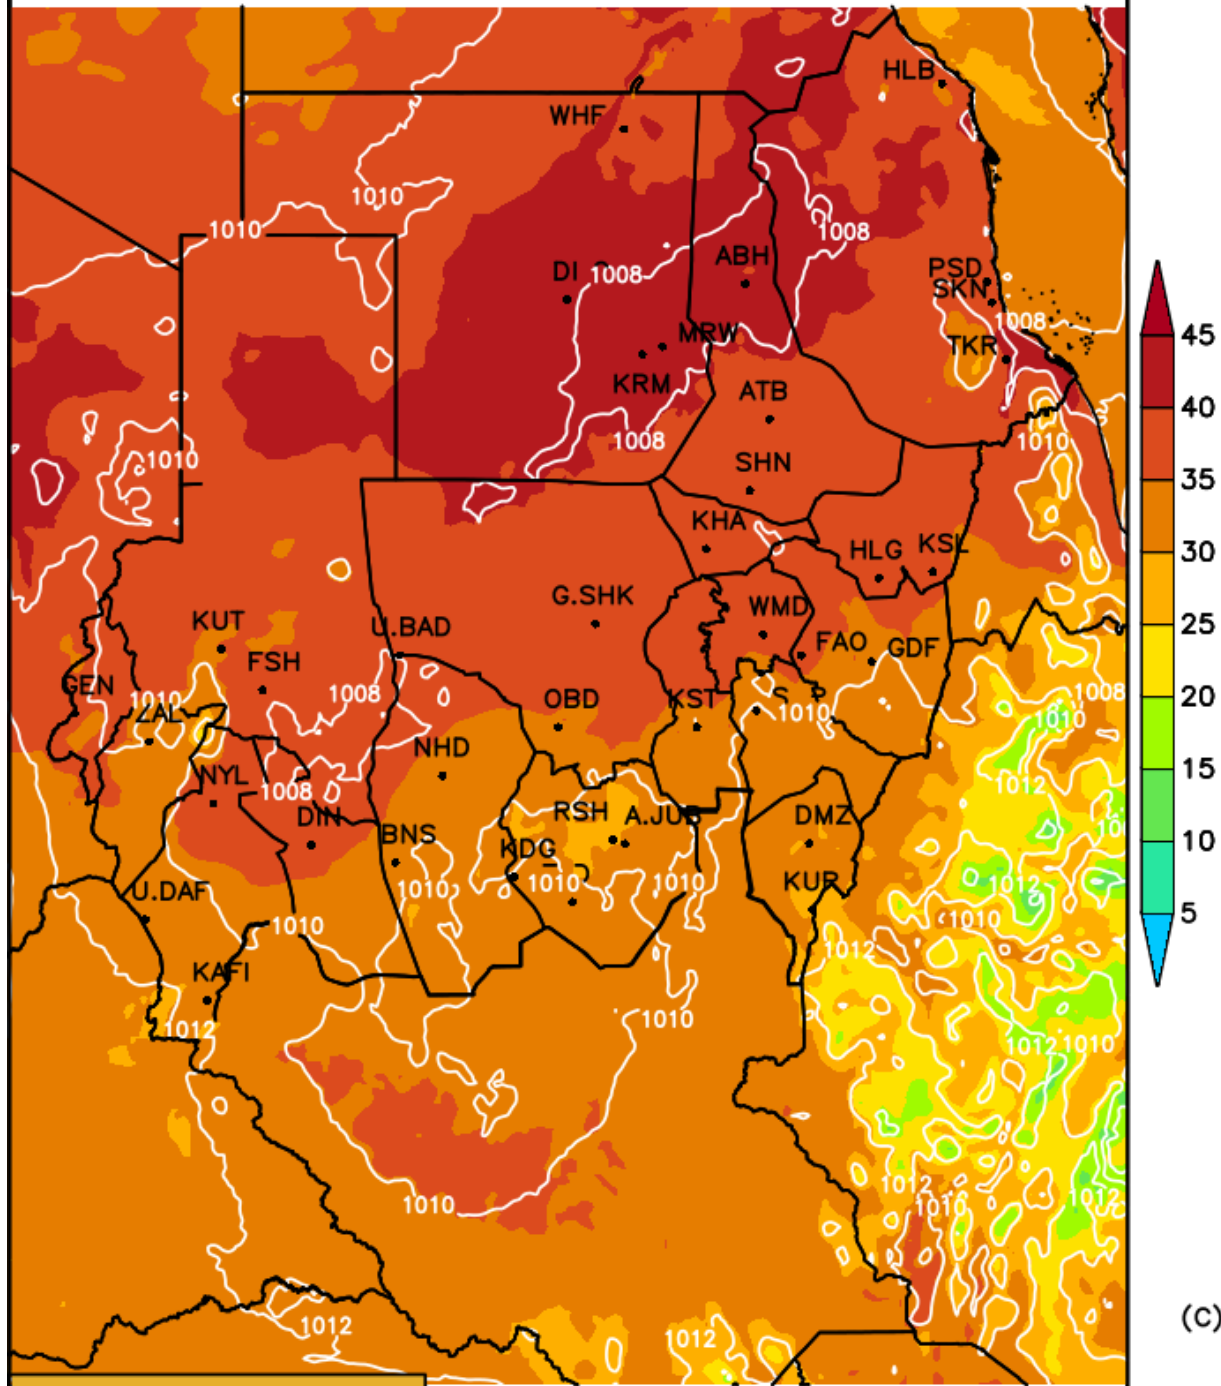 HLB
WHF
1010
1010
1008
ABH
DI
1008
PSD
SKN
1008
MRW
TKR
45
KRM
ATB
40
1008
1010
1010
SHN
35
KHA
HLG
KSL
30
G.SHK
WMD
KUT
U.BAD
FAO
GDF
25
FSH
GEN
1010
1008
OBD
KST
S
P
1008
20
ZAL
1010
1010
NHD
NYL
1008
1012
15
DIN
RSH
A.JUB
DMZ
BNS
10
KDG
1010
1010
1010
KUR
1012
U.DAF
5
1010
1010
1012
KAFI
1012
1010
1012
1010
1012
1012
1010
1010
1012
1012
1012
(C)